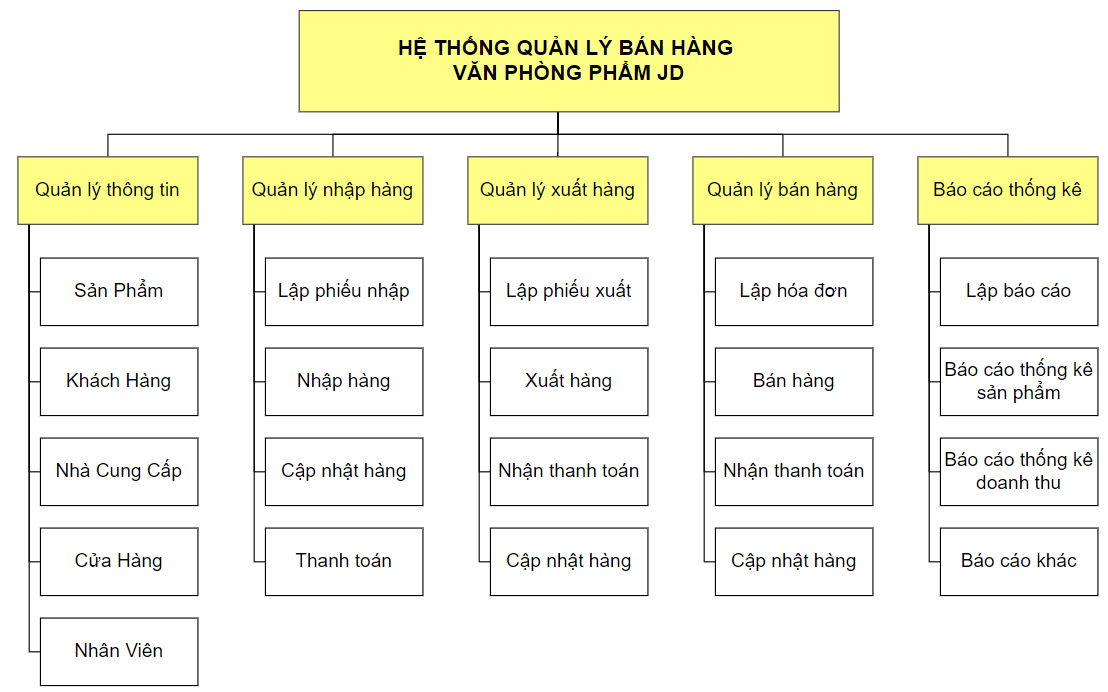 HỆ THỐNG QUẢN LÝ BÁN HÀNG
VĂN PHÒNG PHẨM JD
Quản lý thông tin
Sản Phẩm
Khách Hàng
Nhà Cung Cấp
Cửa Hàng
Nhân Viên
Quản lý nhập hàng
Lập phiếu nhập
Nhập hàng
Cập nhật hàng
Thanh toán
Quản lý xuất hàng
Lập phiếu xuất
Xuất hàng
Nhận thanh toán
Cập nhật hàng
Quản lý bán hàng
Lập hóa đơn
Bán hàng
Nhận thanh toán
Cập nhật hàng
Báo cáo thống kê
Lập báo cáo
Báo cáo thống kê
sản phẩm
Báo cáo thống kê
doanh thu
Báo cáo khác